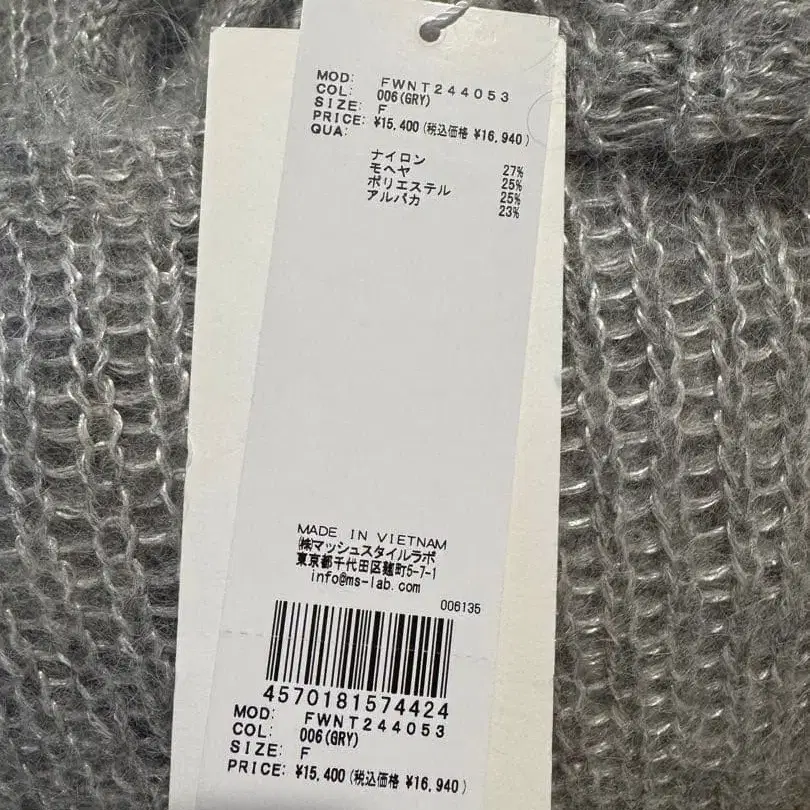 MOD: FWNT244053
COL: 006(GRY)
SIZE: F
PRICE: ¥15,400(税込価格 ¥16,940)
QUA:
ナイロン 27%
モヘヤ 25%
ポリエステル 25%
アルパカ 23%
MADE IN VIETNAM
㈱マッシュスタイルラボ
東京都千代田区麹町5-7-1
info@ms-lab.com
006135
4570181574424
MOD: FWNT244053
COL: 006(GRY)
SIZE: F
PRICE: ¥15,400(税込価格 ¥16,940)